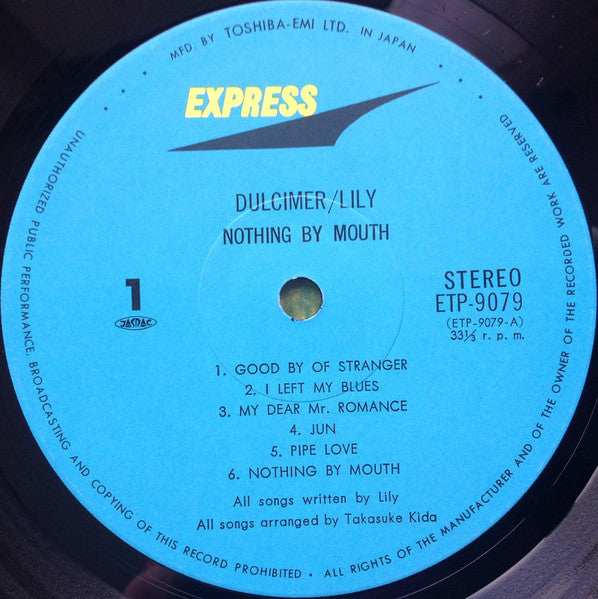 MFD. BY TOSHIBA-EMI LTD. IN JAPAN
EXPRESS
DULCIMER/LILY
NOTHING BY MOUTH
1
JASRAC
STEREO
ETP-9079
(ETP-9079-A)
33⅓ r. p. m.
1. GOOD BY OF STRANGER
2. I LEFT MY BLUES
3. MY DEAR Mr. ROMANCE
4. JUN
5. PIPE LOVE
6. NOTHING BY MOUTH
All songs written by Lily
All songs arranged by Takasuke Kida
UNAUTHORIZED PUBLIC PERFORMANCE, BROADCASTING AND COPYING OF THIS RECORD PROHIBITED • ALL RIGHTS OF THE MANUFACTURER AND OF THE OWNER OF THE RECORDED WORK ARE RESERVED